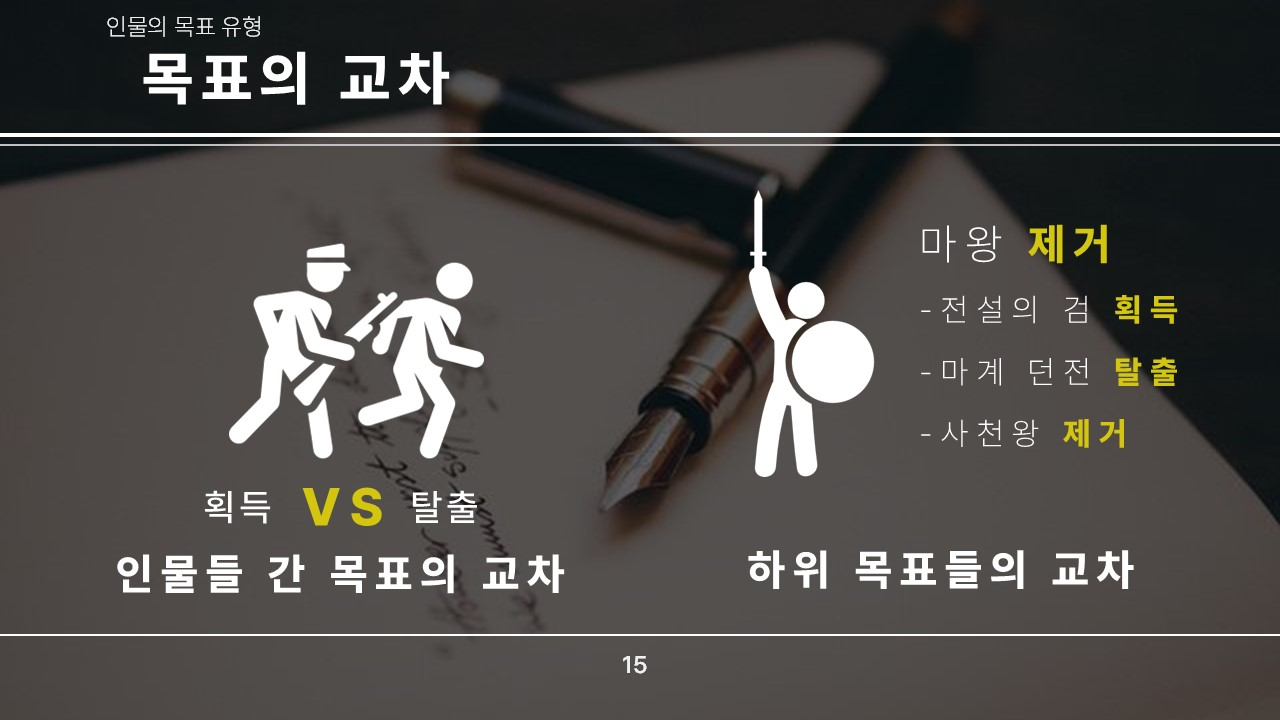 인물의 목표 유형
목표의 교차
획득 VS 탈출
인물들 간 목표의 교차
마왕 제거
-전설의 검 획득
-마계 던전 탈출
-사천왕 제거
하위 목표들의 교차
15